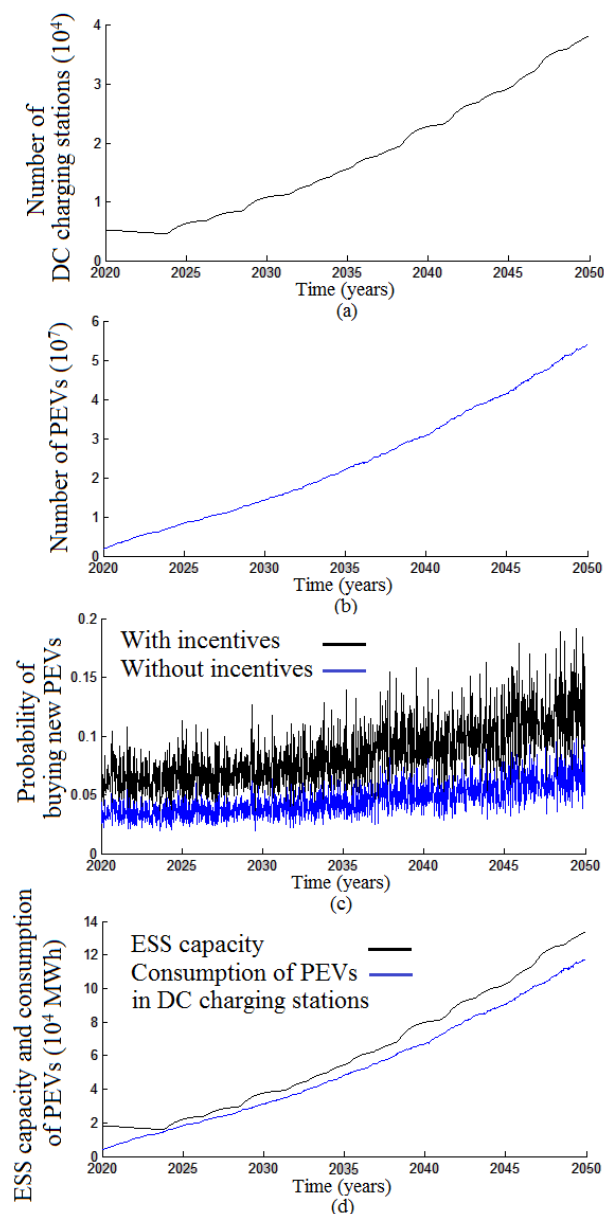 Number of
DC charging stations (10⁴)
4
3
2
1
0
2020 2025 2030 2035 2040 2045 2050
Time (years)
(a)
Number of PEVs (10⁷)
6
5
4
3
2
1
0
2020 2025 2030 2035 2040 2045 2050
Time (years)
(b)
Probability of
buying new PEVs
0.2
0.15
0.1
0.05
0
With incentives
Without incentives
2020 2025 2030 2035 2040 2045 2050
Time (years)
(c)
ESS capacity and consumption
of PEVs (10⁴ MWh)
14
12
10
8
6
4
2
0
ESS capacity
Consumption of PEVs
in DC charging stations
2020 2025 2030 2035 2040 2045 2050
Time (years)
(d)